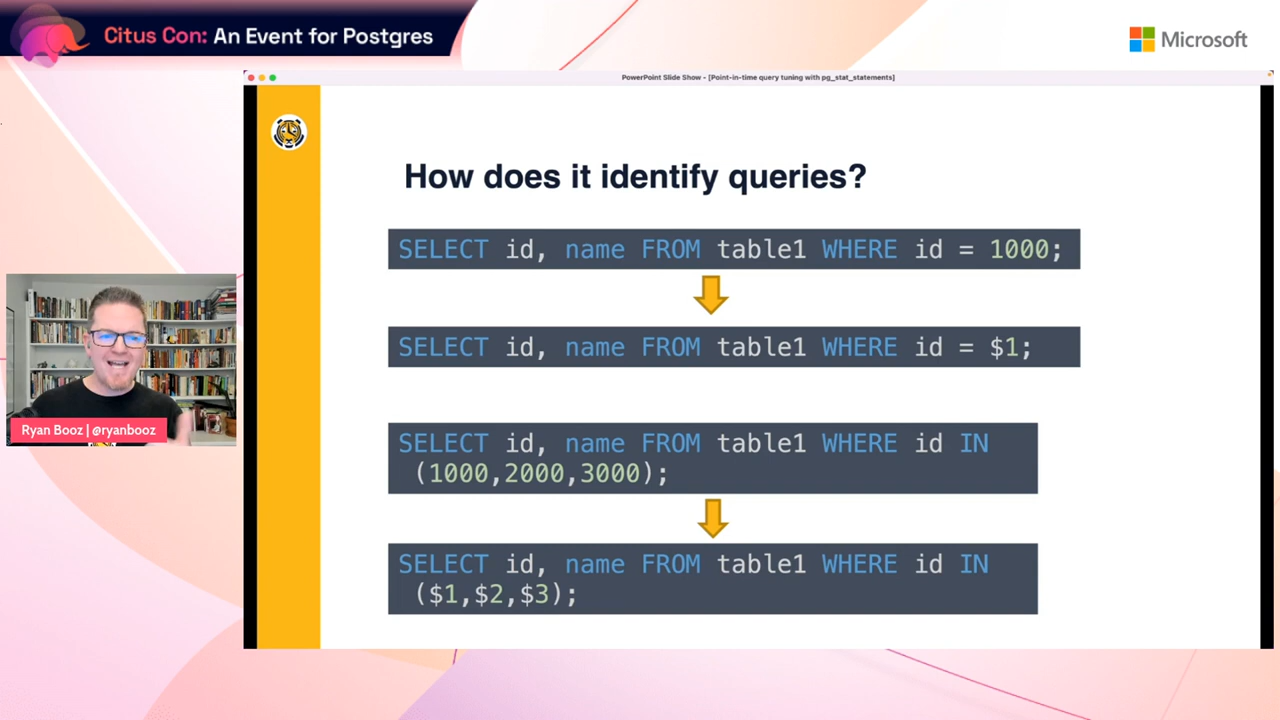 Citus Con: An Event for Postgres
Microsoft
PowerPoint Slide Show - [Point-in-time query tuning with pg_stat_statements]
How does it identify queries?
SELECT id, name FROM table1 WHERE id = 1000;
SELECT id, name FROM table1 WHERE id = $1;
SELECT id, name FROM table1 WHERE id IN
(1000,2000,3000);
SELECT id, name FROM table1 WHERE id IN
($1,$2,$3);
Ryan Booz | @ryanbooz